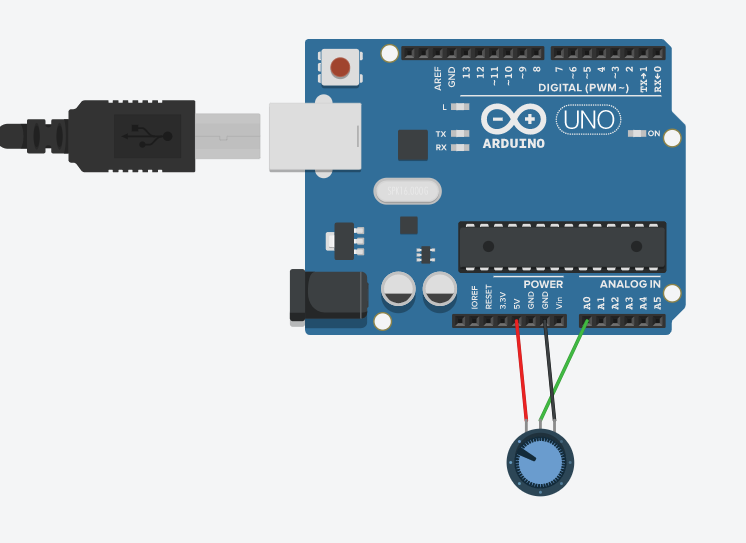 AREF
GND
13
12
~11
~10
~9
8
7
~6
~5
4
~3
2
TX→1
RX←0
DIGITAL (PWM~)
L
TX
RX
ARDUINO
UNO
ON
POWER
ANALOG IN
IOREF
RESET
3.3V
5V
GND
GND
Vin
A0
A1
A2
A3
A4
A5